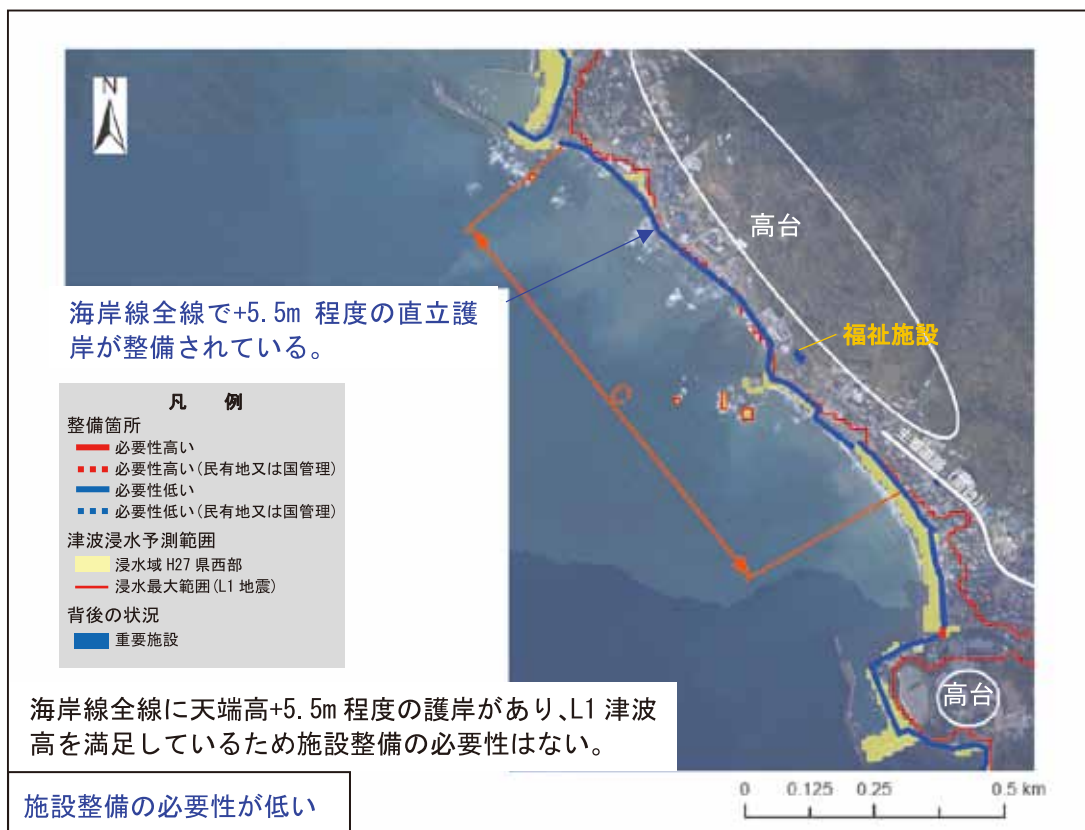 N
高台
海岸線全線で+5.5m 程度の直立護
岸が整備されている。
福祉施設
C
凡 例
整備箇所
必要性高い
必要性高い(民有地又は国管理)
必要性低い
必要性低い(民有地又は国管理)
津波浸水予測範囲
浸水域 H27 県西部
浸水最大範囲(L1 地震)
背後の状況
重要施設
高台
海岸線全線に天端高+5.5m 程度の護岸があり、L1 津波
高を満足しているため施設整備の必要性はない。
施設整備の必要性が低い
0 0.125 0.25 0.5 km